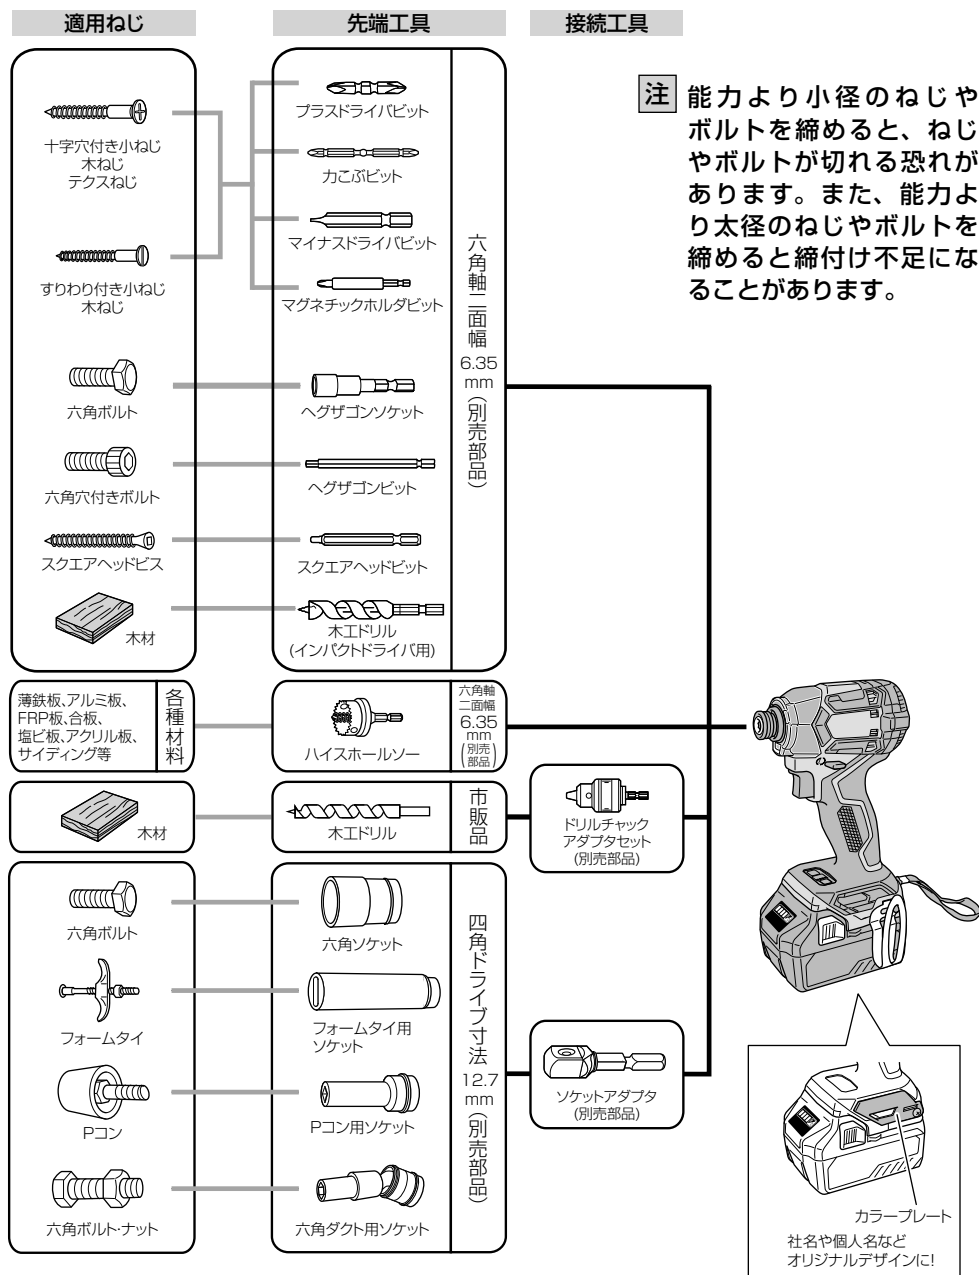 適用ねじ
先端工具
接続工具
十字穴付き小ねじ
木ねじ
テクスねじ
すりわり付き小ねじ
木ねじ
六角ボルト
六角穴付きボルト
スクエアヘッドビス
木材
プラスドライバビット
力こぶビット
マイナスドライバビット
マグネチックホルダビット
ヘグザゴンソケット
ヘグザゴンビット
スクエアヘッドビット
木工ドリル
(インパクトドライバ用)
六角軸二面幅6.35mm(別売部品)
注 能力より小径のねじや
ボルトを締めると、ねじ
やボルトが切れる恐れが
あります。また、能力よ
り太径のねじやボルトを
締めると締付け不足にな
ることがあります。
薄鉄板、アルミ板、
FRP板、合板、
塩ビ板、アクリル板、
サイディング等
各種材料
ハイスホールソー
六角軸
二面幅
6.35
mm
(別売
部品)
木材
木工ドリル
市販品
ドリルチャック
アダプタセット
(別売部品)
六角ボルト
フォームタイ
Pコン
六角ボルト・ナット
六角ソケット
フォームタイ用
ソケット
Pコン用ソケット
六角ダクト用ソケット
四角ドライブ寸法12.7mm(別売部品)
ソケットアダプタ
(別売部品)
カラープレート
社名や個人名など
オリジナルデザインに!